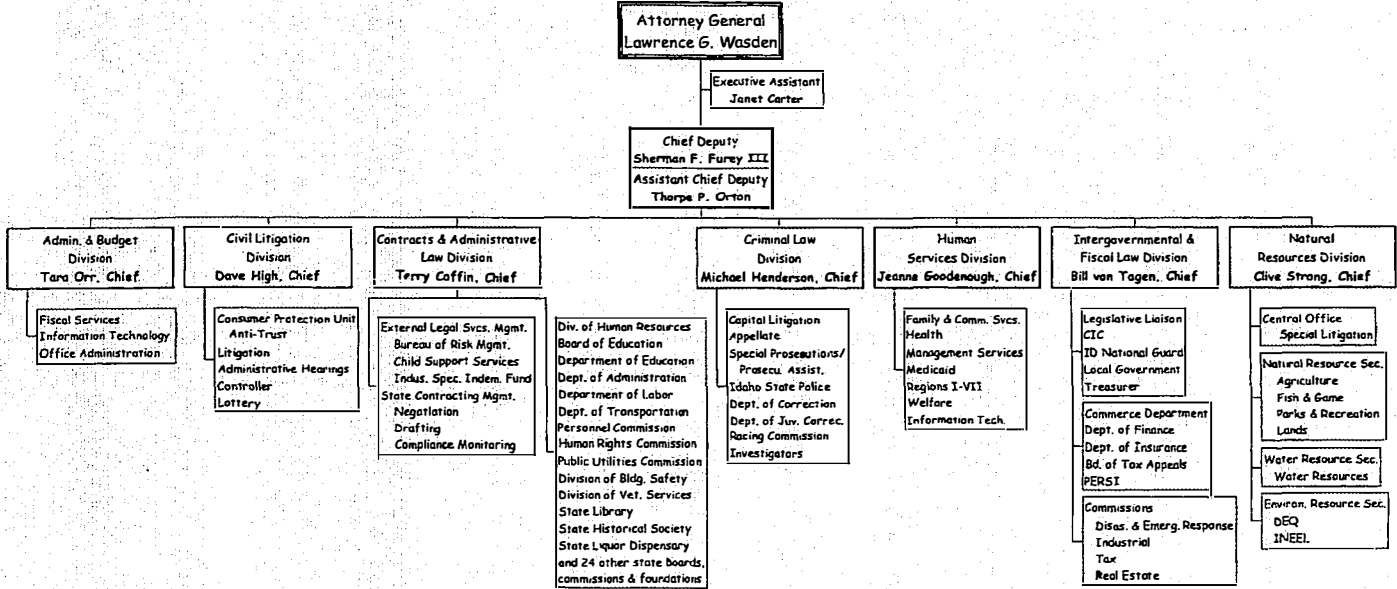 Attorney General
Lawrence G. Wasden
Executive Assistant
Janet Carter
Chief Deputy
Sherman F. Furey III
Assistant Chief Deputy
Thorpe P. Orton
Admin. & Budget
Division
Tara Orr, Chief
Fiscal Services
Information Technology
Office Administration
Civil Litigation
Division
Dave High, Chief
Consumer Protection Unit
Anti-Trust
Litigation
Administrative Hearings
Controller
Lottery
Contracts & Administrative
Law Division
Terry Coffin, Chief
External Legal Svcs. Mgmt.
Bureau of Risk Mgmt.
Child Support Services
Indus. Spec. Indem. Fund
State Contracting Mgmt.
Negotiation
Drafting
Compliance Monitoring
Div. of Human Resources
Board of Education
Department of Education
Dept. of Administration
Department of Labor
Dept. of Transportation
Personnel Commission
Human Rights Commission
Public Utilities Commission
Division of Bldg. Safety
Division of Vet. Services
State Library
State Historical Society
State Liquor Dispensary
and 24 other state boards,
commissions & foundations
Criminal Law
Division
Michael Henderson, Chief
Capital Litigation
Appellate
Special Prosecutions/
Prosecu. Assist.
Idaho State Police
Dept. of Correction
Dept. of Juv. Correc.
Racing Commission
Investigators
Human
Services Division
Jeanne Goodenough, Chief
Family & Comm. Svcs.
Health
Management Services
Medicaid
Regions I-VII
Welfare
Information Tech.
Intergovernmental &
Fiscal Law Division
Bill von Tagen, Chief
Legislative Liaison
CIC
ID National Guard
Local Government
Treasurer
Commerce Department
Dept. of Finance
Dept. of Insurance
Bd. of Tax Appeals
PERSI
Commissions
Disas. & Emerg. Response
Industrial
Tax
Real Estate
Natural
Resources Division
Clive Strong, Chief
Central Office
Special Litigation
Natural Resource Sec.
Agriculture
Fish & Game
Parks & Recreation
Lands
Water Resource Sec.
Water Resources
Environ. Resource Sec.
DEQ
INEEL